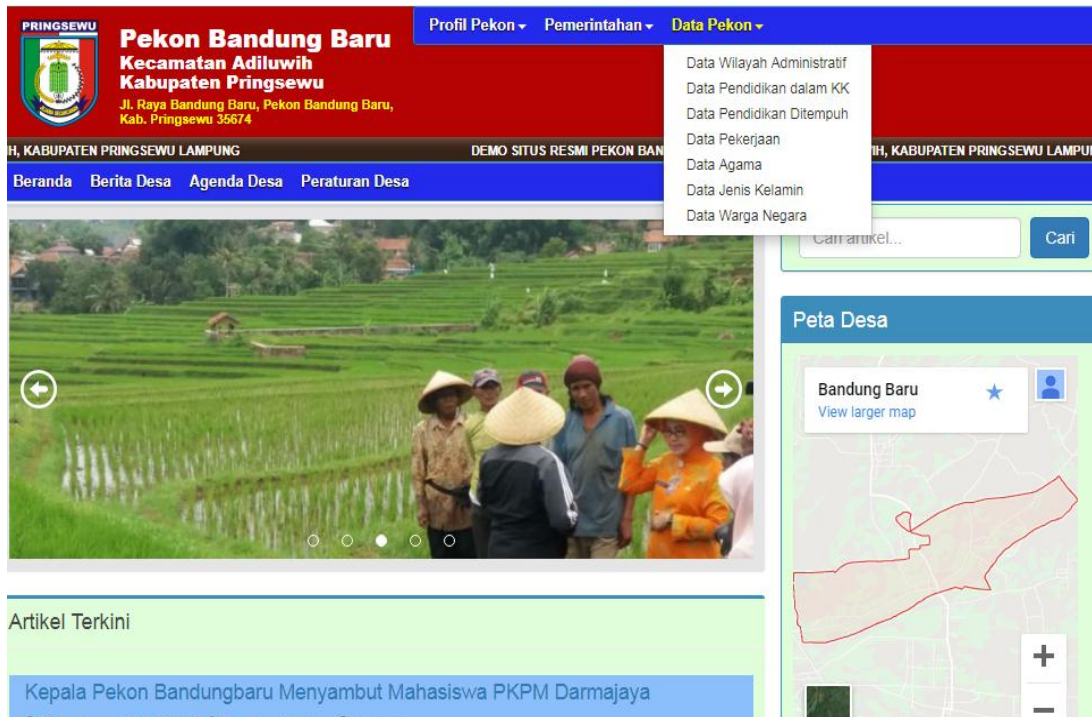 PRINGSEWU
Pekon Bandung Baru
Kecamatan Adiluwih
Kabupaten Pringsewu
Jl. Raya Bandung Baru, Pekon Bandung Baru,
Kab. Pringsewu 35674
Profil Pekon Pemerintahan Data Pekon
Data Wilayah Administratif
Data Pendidikan dalam KK
Data Pendidikan Ditempuh
Data Pekerjaan
Data Agama
Data Jenis Kelamin
Data Warga Negara
H, KABUPATEN PRINGSEWU LAMPUNG DEMO SITUS RESMI PEKON BAN IH, KABUPATEN PRINGSEWU LAMPUN
Beranda Berita Desa Agenda Desa Peraturan Desa
Cari artikel... Cari
Peta Desa
Bandung Baru
View larger map
+
−
Artikel Terkini
Kepala Pekon Bandungbaru Menyambut Mahasiswa PKPM Darmajaya